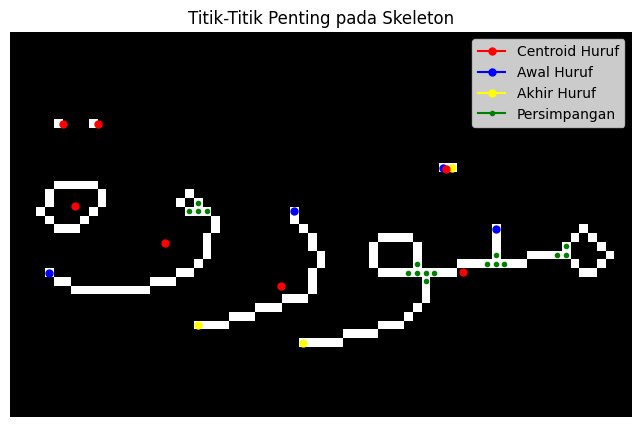 Titik-Titik Penting pada Skeleton
Centroid Huruf
Awal Huruf
Akhir Huruf
Persimpangan